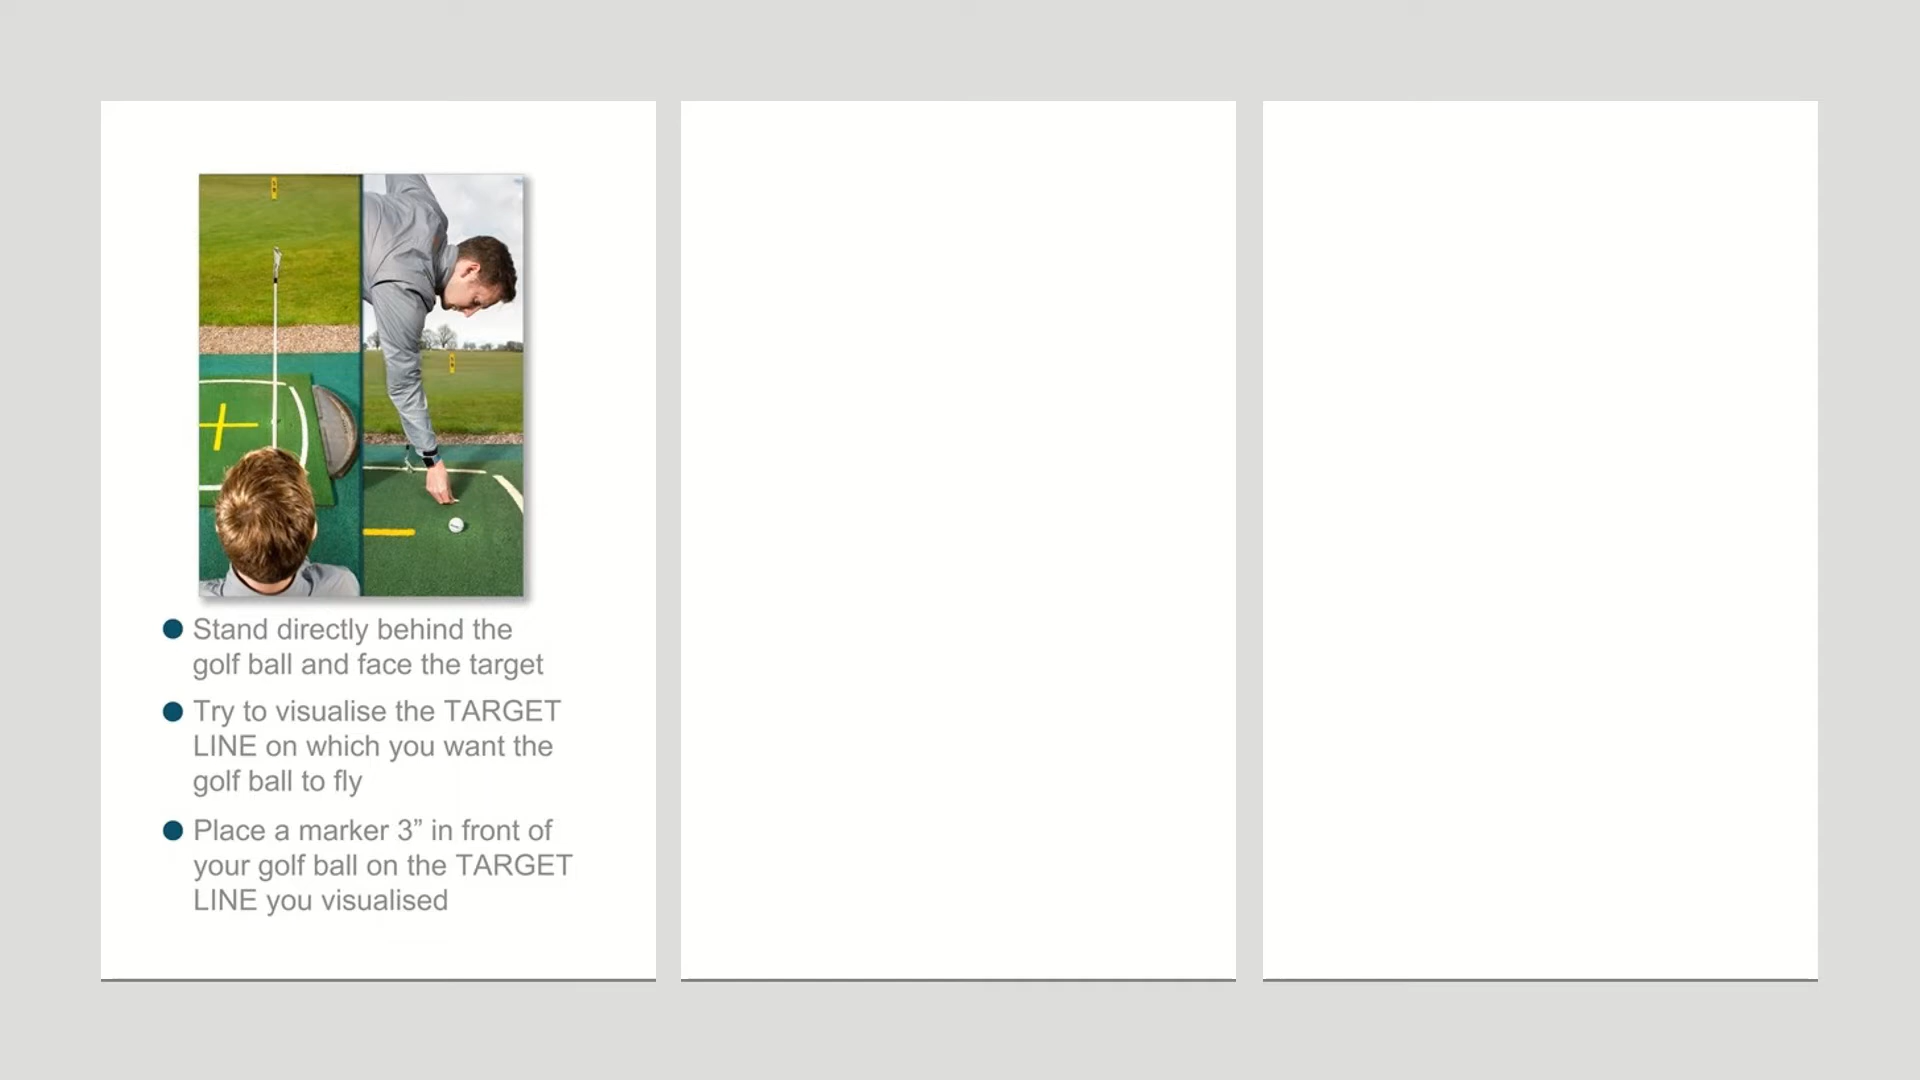 Stand directly behind the
golf ball and face the target
Try to visualise the TARGET
LINE on which you want the
golf ball to fly
Place a marker 3” in front of
your golf ball on the TARGET
LINE you visualised